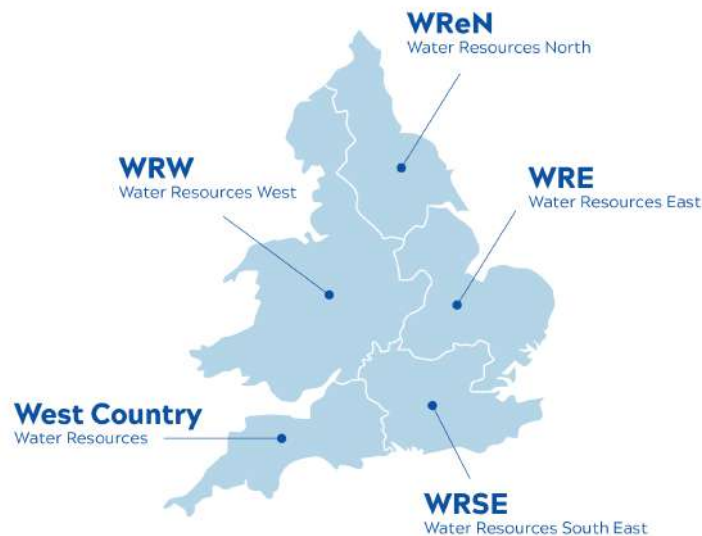 WReN
Water Resources North
WRW
Water Resources West
WRE
Water Resources East
West Country
Water Resources
WRSE
Water Resources South East